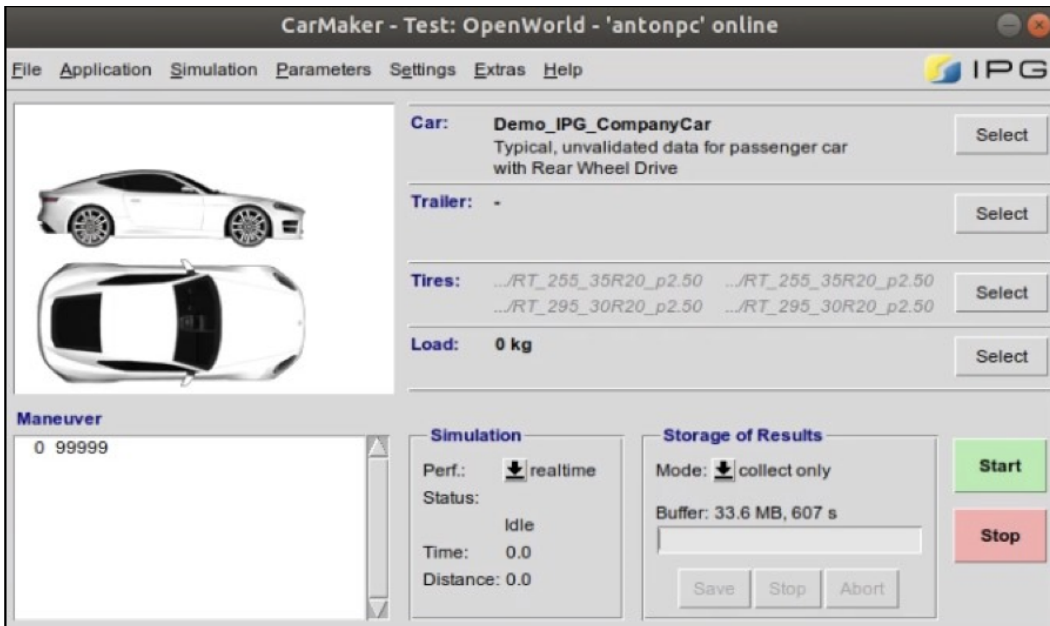 CarMaker - Test: OpenWorld - 'antonpc' online
File Application Simulation Parameters Settings Extras Help
IPG
Car: Demo_IPG_CompanyCar
Typical, unvalidated data for passenger car
with Rear Wheel Drive
Select
Trailer: -
Select
Tires: .../RT_255_35R20_p2.50 .../RT_255_35R20_p2.50
.../RT_295_30R20_p2.50 .../RT_295_30R20_p2.50
Select
Load: 0 kg
Select
Maneuver
0 99999
Simulation
Perf.: realtime
Status:
Idle
Time: 0.0
Distance: 0.0
Storage of Results
Mode: collect only
Buffer: 33.6 MB, 607 s
Save Stop Abort
Start
Stop